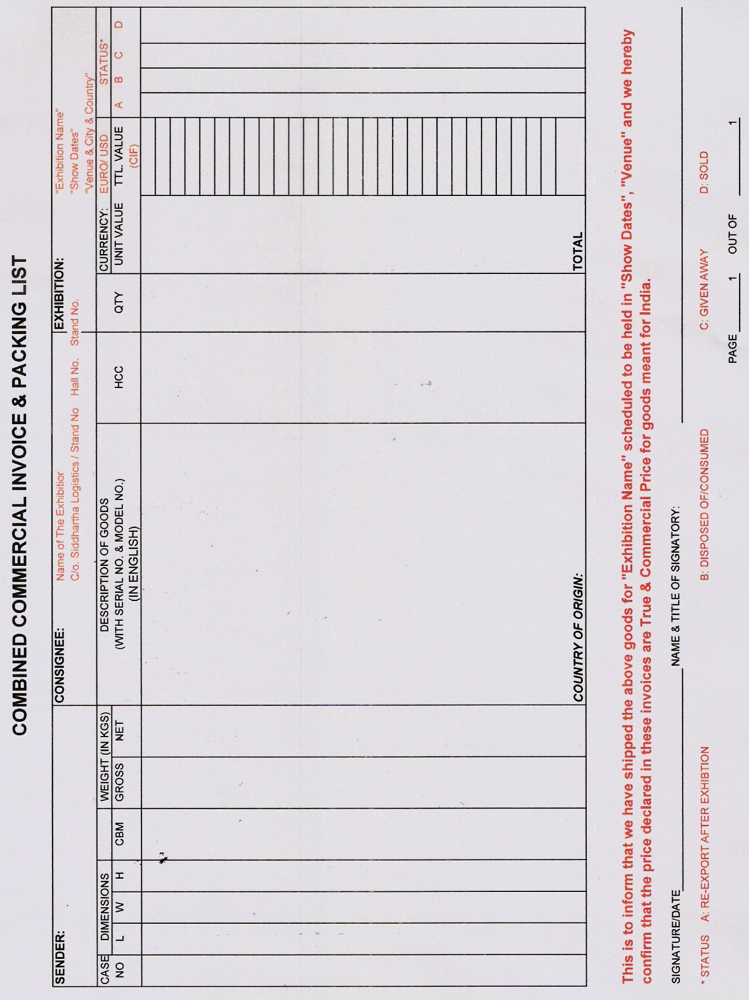 COMBINED COMMERCIAL INVOICE & PACKING LIST
SENDER:
CONSIGNEE:
Name of The Exhibitior
C/o. Siddhartha Logistics / Stand No Hall No. Stand No.
EXHIBITION:
"Exhibition Name"
"Show Dates"
"Venue & City & Country"
CASE NO
DIMENSIONS
L W H
CBM
WEIGHT (IN KGS)
GROSS NET
DESCRIPTION OF GOODS
(WITH SERIAL NO. & MODEL NO.)
(IN ENGLISH)
HCC
QTY
CURRENCY: EURO/ USD
UNIT VALUE TTL. VALUE
(CIF)
STATUS*
A B C D
COUNTRY OF ORIGIN:
TOTAL
This is to inform that we have shipped the above goods for "Exhibition Name" scheduled to be held in "Show Dates", "Venue" and we hereby
confirm that the price declared in these invoices are True & Commercial Price for goods meant for India.
SIGNATURE/DATE NAME & TITLE OF SIGNATORY:
* STATUS A: RE-EXPORT AFTER EXHIBTION B: DISPOSED OF/CONSUMED C: GIVEN AWAY D: SOLD
PAGE 1 OUT OF 1